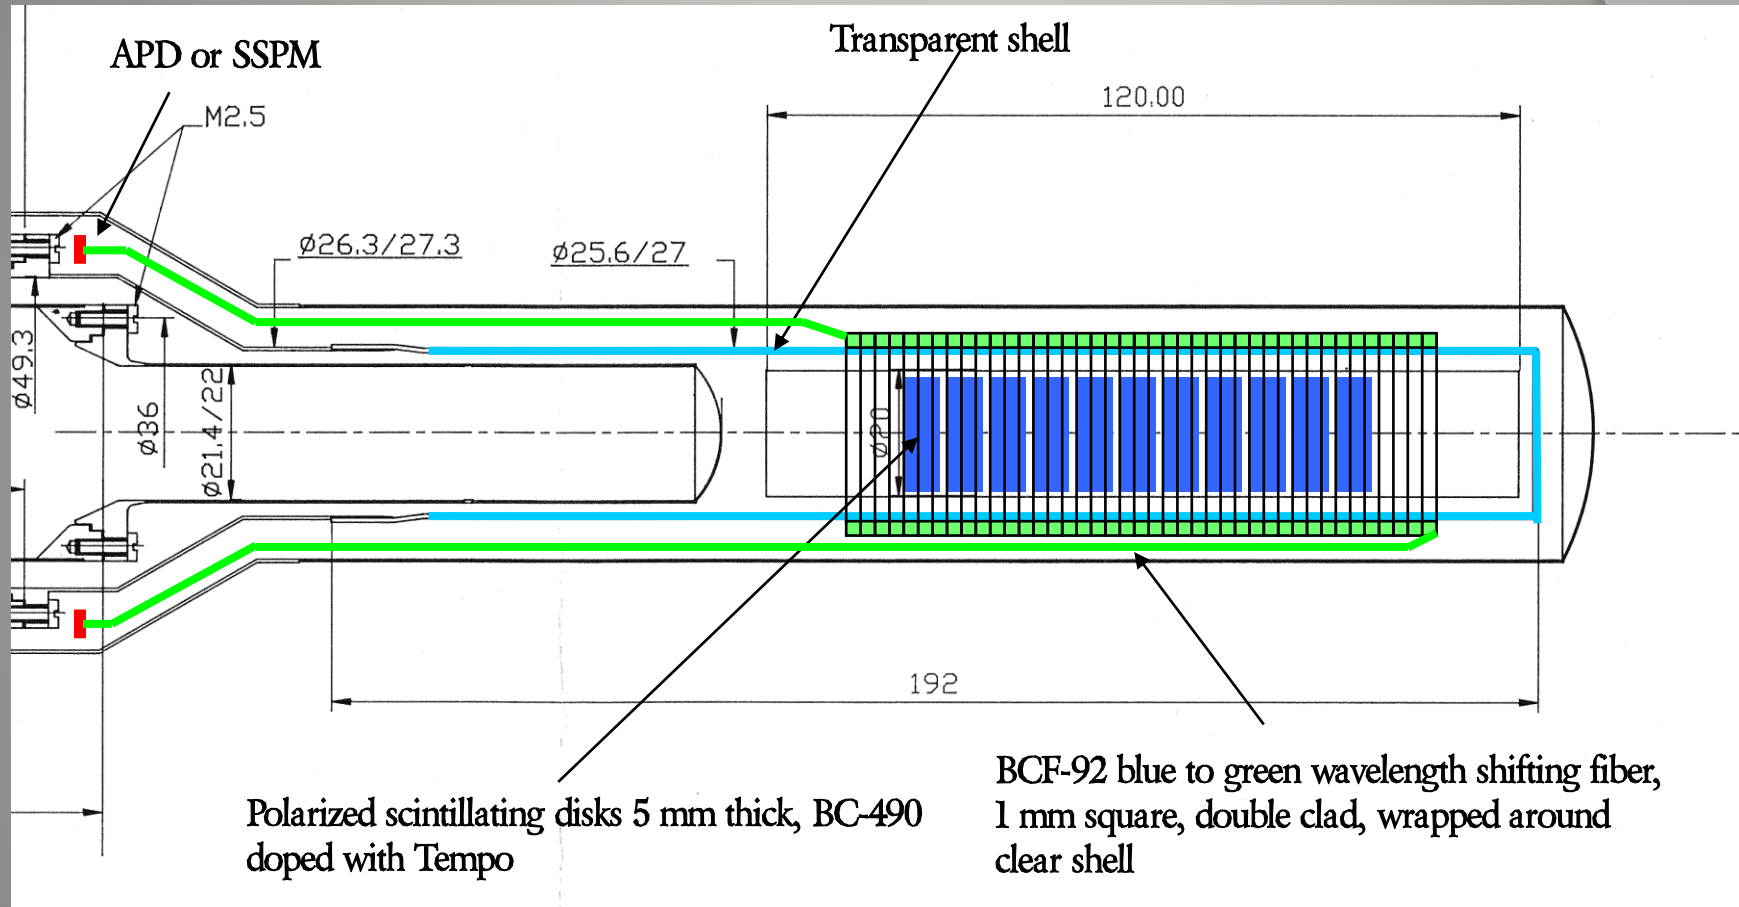 APD or SSPM
Transparent shell
M2.5
120.00
Ø26.3/27.3
Ø25.6/27
Ø49.3
Ø36
Ø21.4/22
Ø20
192
Polarized scintillating disks 5 mm thick, BC-490
doped with Tempo
BCF-92 blue to green wavelength shifting fiber,
1 mm square, double clad, wrapped around
clear shell